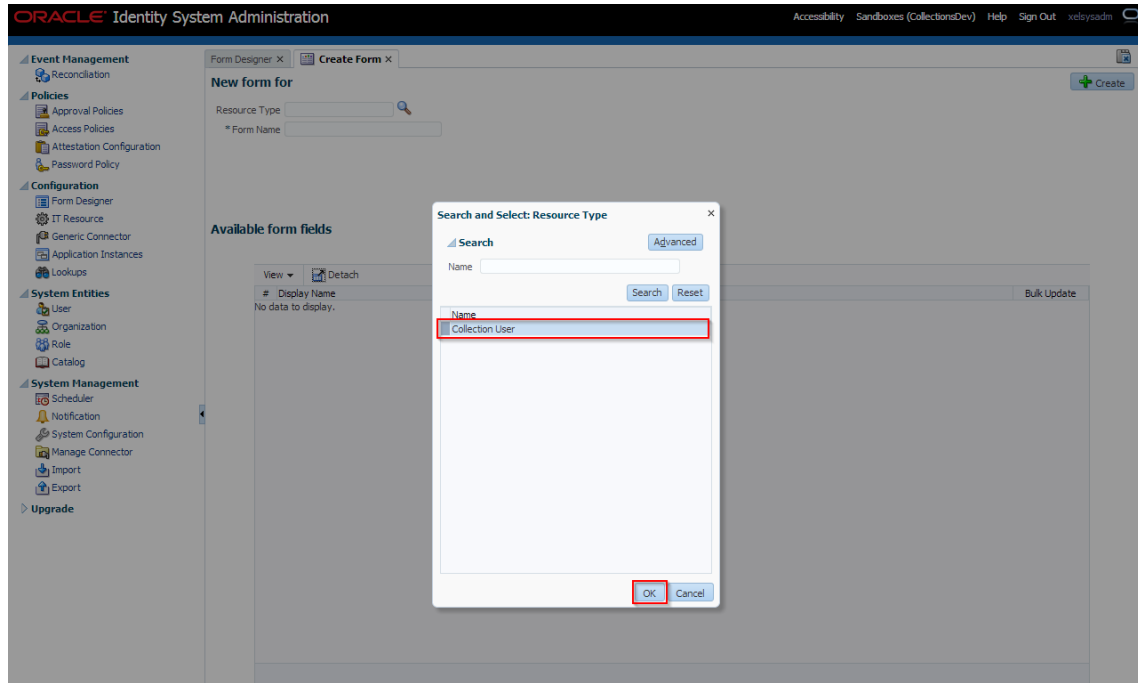 ORACLE Identity System Administration
Accessibility Sandboxes (CollectionsDev) Help Sign Out xelsysadm
Event Management
Reconciliation
Policies
Approval Policies
Access Policies
Attestation Configuration
Password Policy
Configuration
Form Designer
IT Resource
Generic Connector
Application Instances
Lookups
System Entities
User
Organization
Role
Catalog
System Management
Scheduler
Notification
System Configuration
Manage Connector
Import
Export
Upgrade
Form Designer × Create Form ×
New form for
Create
Resource Type
* Form Name
Available form fields
View Detach
# Display Name
Bulk Update
No data to display.
Search and Select: Resource Type ×
Search
Advanced
Name
Search Reset
Name
Collection User
OK Cancel